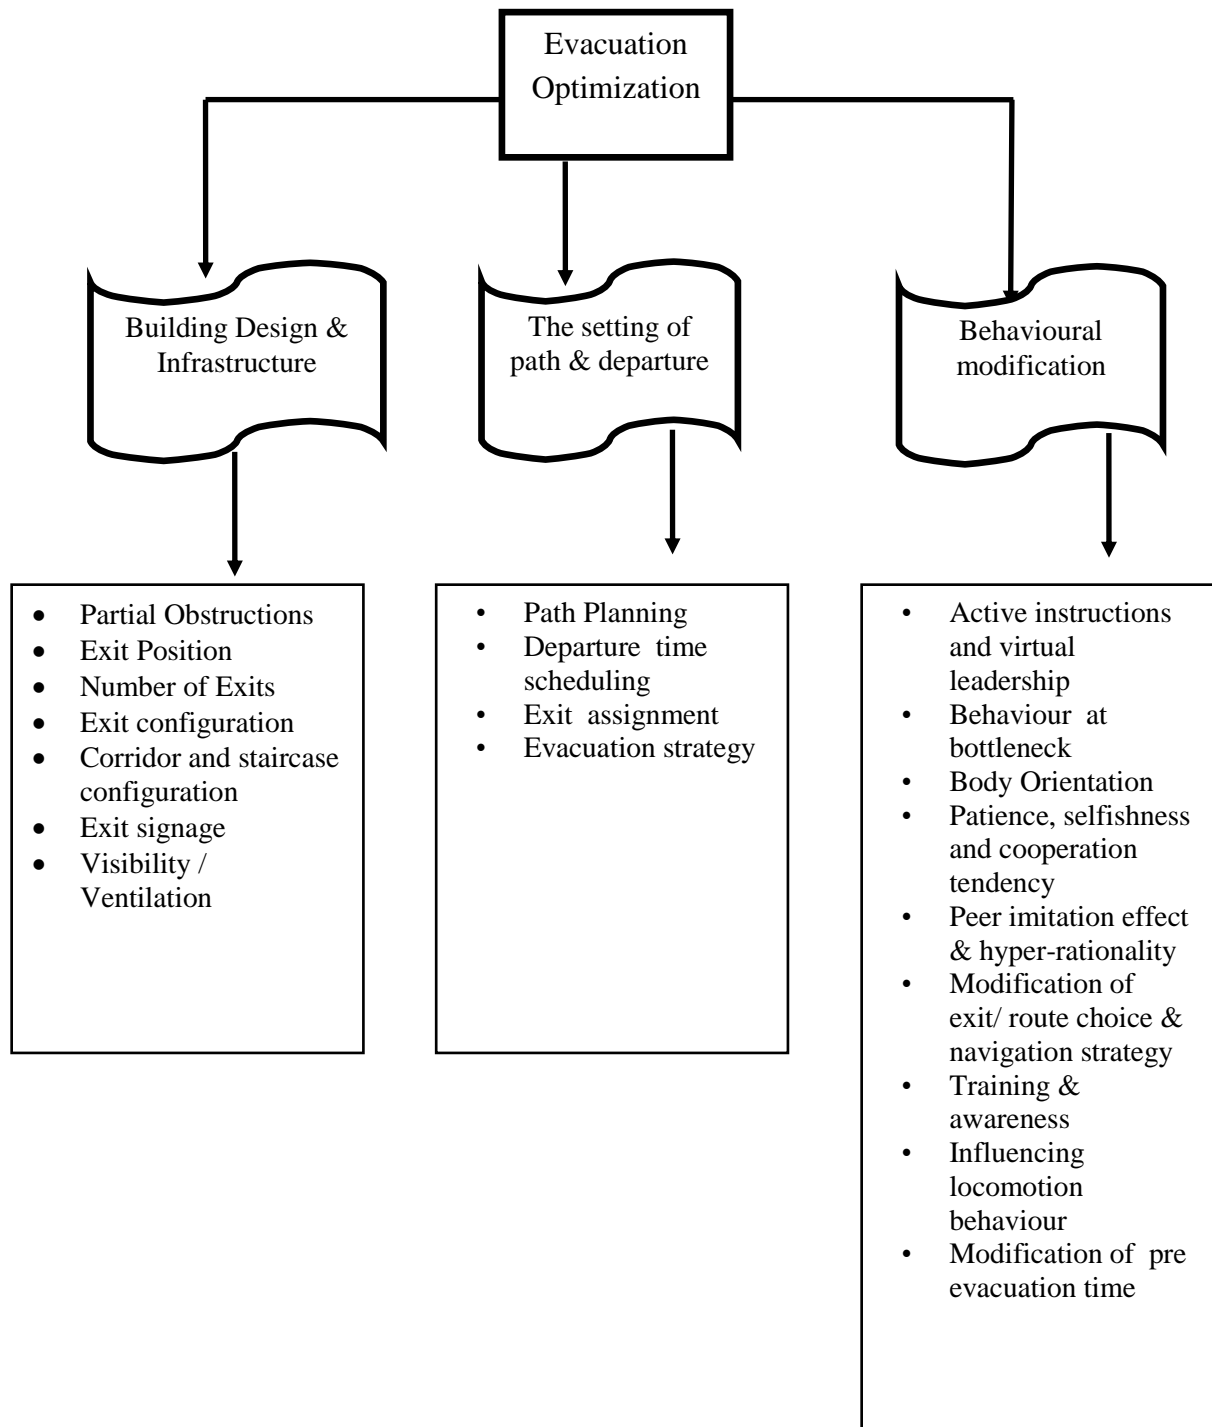 Evacuation
Optimization
Building Design &
Infrastructure
The setting of
path & departure
Behavioural
modification
• Partial Obstructions
• Exit Position
• Number of Exits
• Exit configuration
• Corridor and staircase
configuration
• Exit signage
• Visibility /
Ventilation
• Path Planning
• Departure time
scheduling
• Exit assignment
• Evacuation strategy
• Active instructions
and virtual
leadership
• Behaviour at
bottleneck
• Body Orientation
• Patience, selfishness
and cooperation
tendency
• Peer imitation effect
& hyper-rationality
• Modification of
exit/ route choice &
navigation strategy
• Training &
awareness
• Influencing
locomotion
behaviour
• Modification of pre
evacuation time